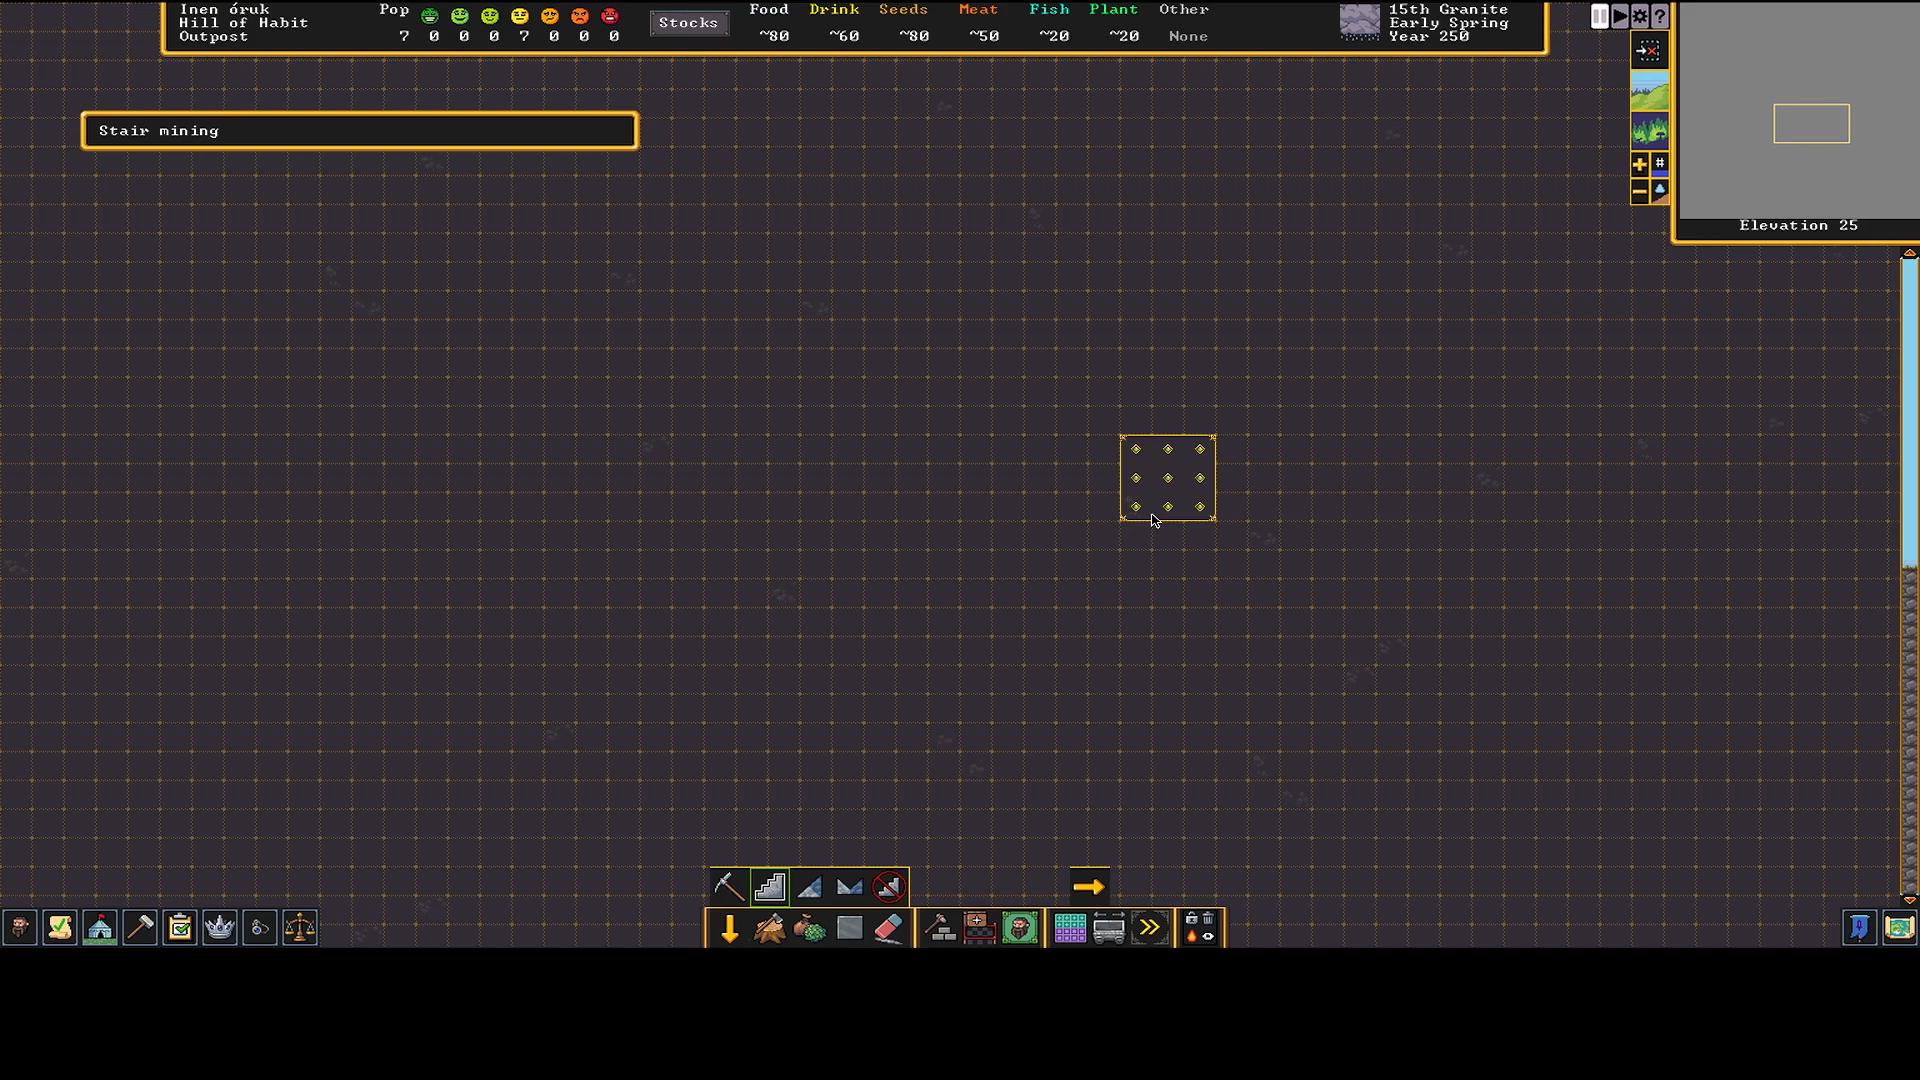 Inen óruk
Hill of Habit
Outpost
Pop
7 0 0 0 7 0 0 0
Stocks
Food Drink Seeds Meat Fish Plant Other
~80 ~60 ~80 ~50 ~20 ~20 None
15th Granite
Early Spring
Year 250
?
#
Elevation 25
Stair mining